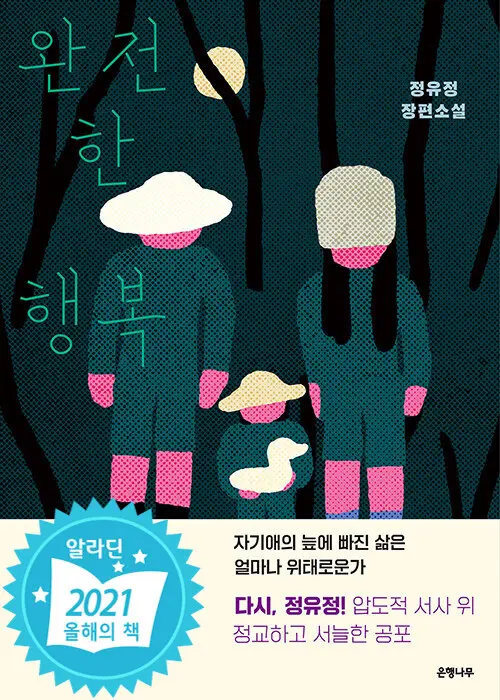 완전
한
행복
정유정
장편소설
자기애의 늪에 빠진 삶은
얼마나 위태로운가
다시, 정유정! 압도적 서사 위
정교하고 서늘한 공포
은행나무
알라딘
2021
올해의 책